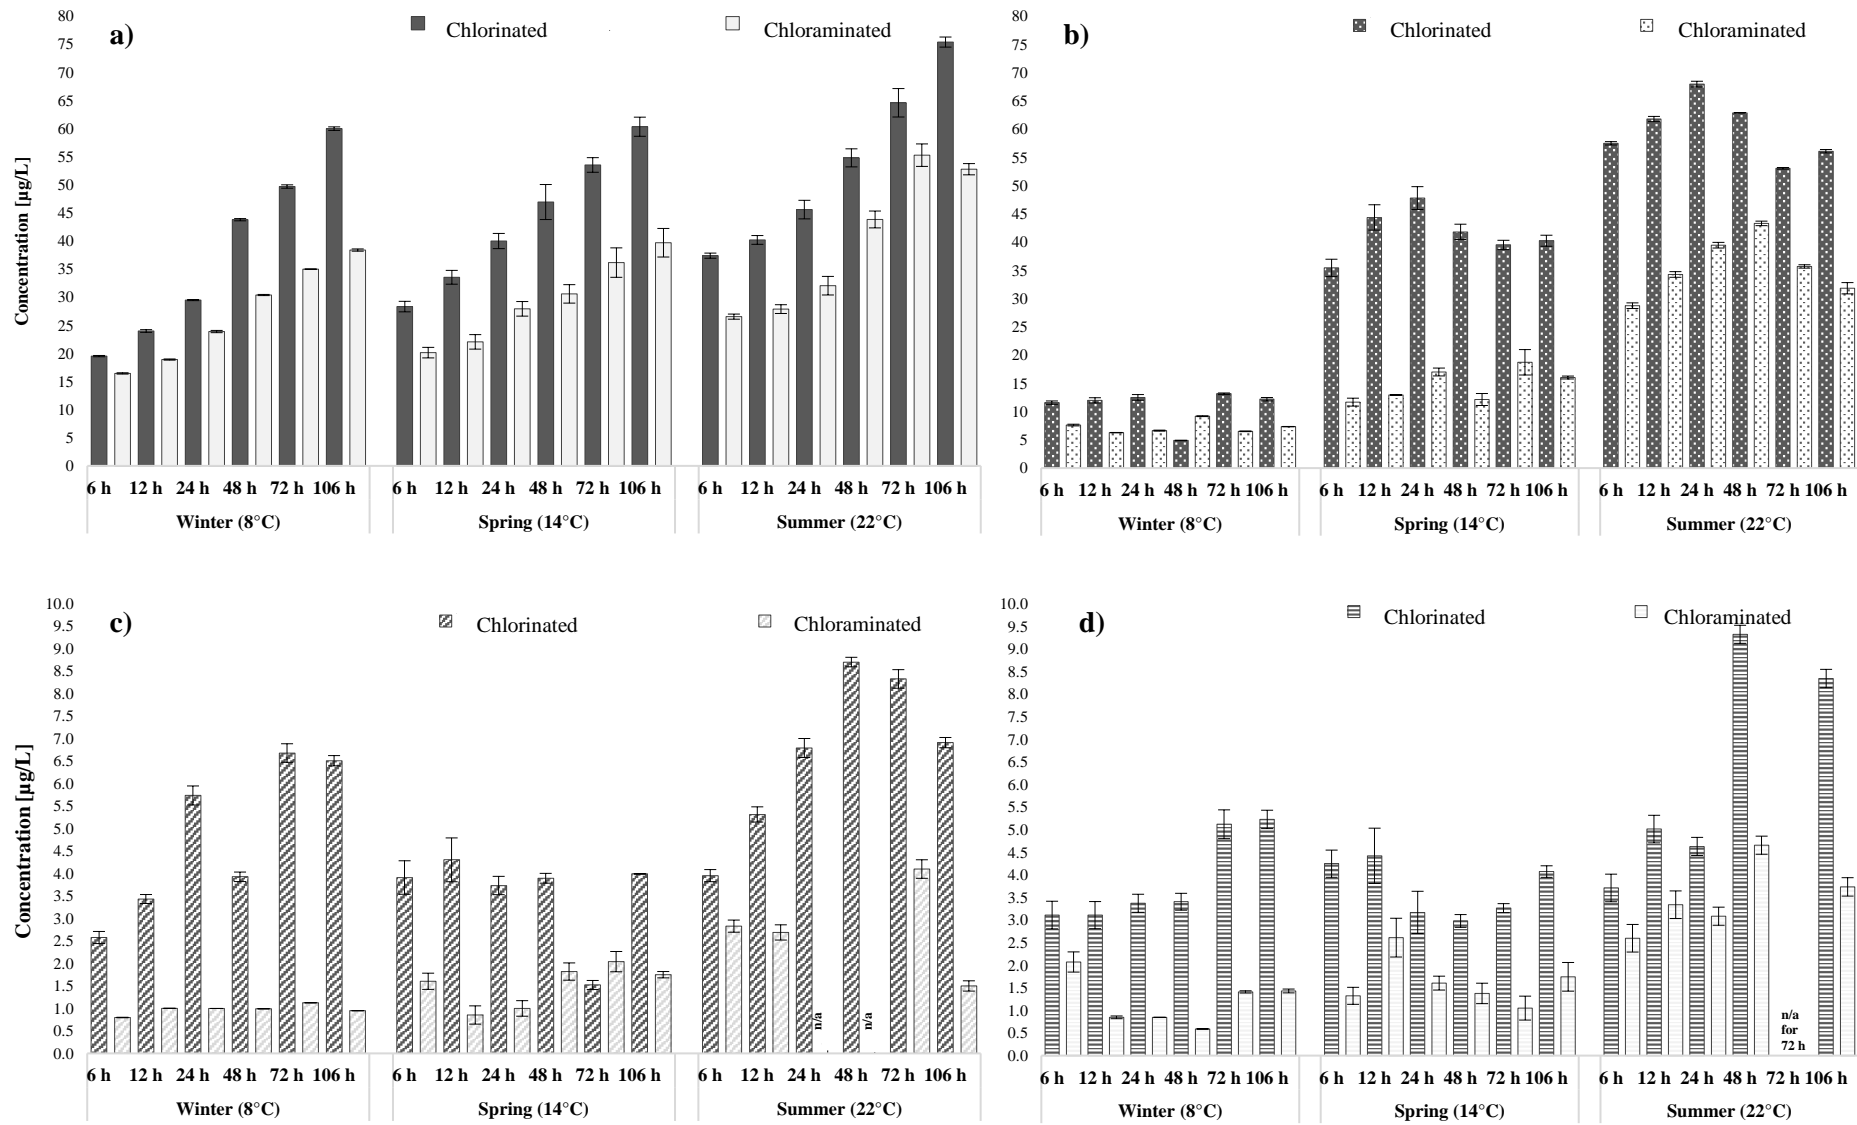 a)
Chlorinated
Chloraminated
Concentration [µg/L]
80
75
70
65
60
55
50
45
40
35
30
25
20
15
10
5
0
6 h 12 h 24 h 48 h 72 h 106 h 6 h 12 h 24 h 48 h 72 h 106 h 6 h 12 h 24 h 48 h 72 h 106 h
Winter (8°C) Spring (14°C) Summer (22°C)
b)
Chlorinated
Chloraminated
80
75
70
65
60
55
50
45
40
35
30
25
20
15
10
5
0
6 h 12 h 24 h 48 h 72 h 106 h 6 h 12 h 24 h 48 h 72 h 106 h 6 h 12 h 24 h 48 h 72 h 106 h
Winter (8°C) Spring (14°C) Summer (22°C)
c)
Chlorinated
Chloraminated
Concentration [µg/L]
10.0
9.5
9.0
8.5
8.0
7.5
7.0
6.5
6.0
5.5
5.0
4.5
4.0
3.5
3.0
2.5
2.0
1.5
1.0
0.5
0.0
n/a
n/a
6 h 12 h 24 h 48 h 72 h 106 h 6 h 12 h 24 h 48 h 72 h 106 h 6 h 12 h 24 h 48 h 72 h 106 h
Winter (8°C) Spring (14°C) Summer (22°C)
d)
Chlorinated
Chloraminated
10.0
9.5
9.0
8.5
8.0
7.5
7.0
6.5
6.0
5.5
5.0
4.5
4.0
3.5
3.0
2.5
2.0
1.5
1.0
0.5
0.0
n/a
for
72 h
6 h 12 h 24 h 48 h 72 h 106 h 6 h 12 h 24 h 48 h 72 h 106 h 6 h 12 h 24 h 48 h 72 h 106 h
Winter (8°C) Spring (14°C) Summer (22°C)